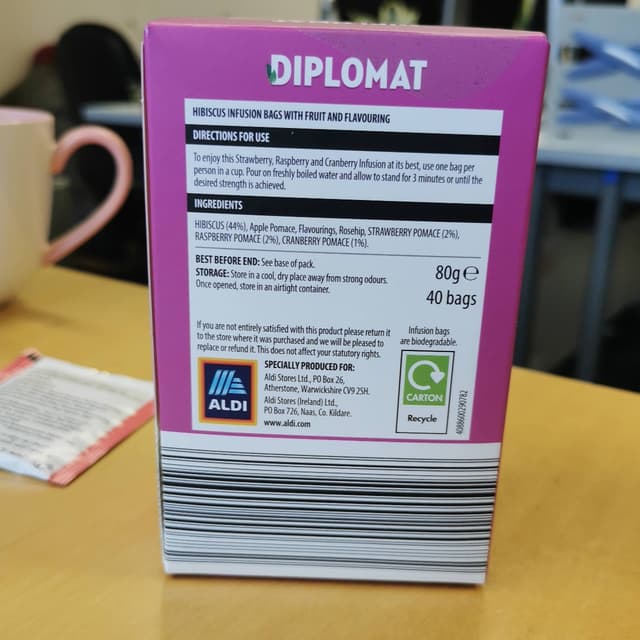 DIPLOMAT
HIBISCUS INFUSION BAGS WITH FRUIT AND FLAVOURING
DIRECTIONS FOR USE
To enjoy this Strawberry, Raspberry and Cranberry Infusion at its best, use one bag per
person in a cup. Pour on freshly boiled water and allow to stand for 3 minutes or until the
desired strength is achieved.
INGREDIENTS
HIBISCUS (44%), Apple Pomace, Flavourings, Rosehip, STRAWBERRY POMACE (2%),
RASPBERRY POMACE (2%), CRANBERRY POMACE (1%).
BEST BEFORE END: See base of pack.
STORAGE: Store in a cool, dry place away from strong odours.
Once opened, store in an airtight container.
80g ℮
40 bags
If you are not entirely satisfied with this product please return it
to the store where it was purchased and we will be pleased to
replace or refund it. This does not affect your statutory rights.
ALDI
SPECIALLY PRODUCED FOR:
Aldi Stores Ltd., PO Box 26,
Atherstone, Warwickshire CV9 2SH.
Aldi Stores (Ireland) Ltd.,
PO Box 726, Naas, Co. Kildare.
www.aldi.com
Infusion bags
are biodegradable.
CARTON
Recycle
4088600290782